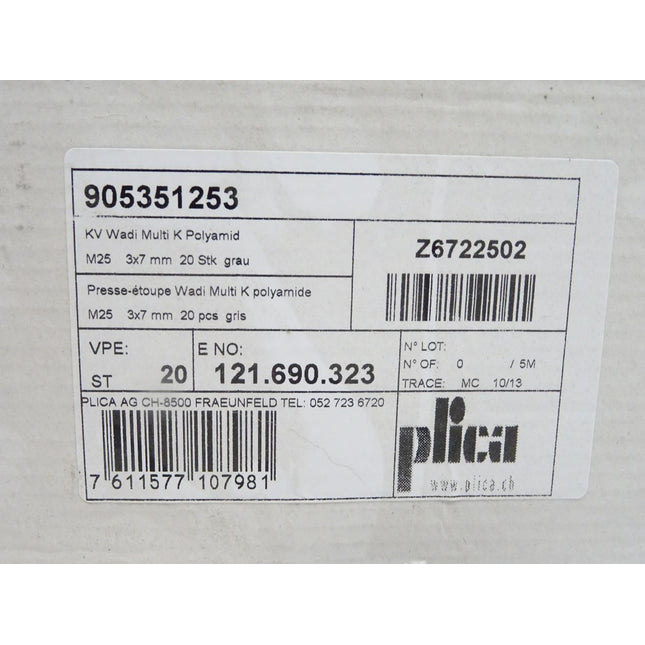 905351253
KV Wadi Multi K Polyamid
M25 3x7 mm 20 Stk grau
Z6722502
Presse-étoupe Wadi Multi K polyamide
M25 3x7 mm 20 pcs gris
VPE:
ST 20
E NO:
121.690.323
N° LOT:
N° OF: 0 / 5M
TRACE: MC 10/13
PLICA AG CH-8500 FRAEUNFELD TEL: 052 723 6720
7 611577 107981
plica
www.plica.ch